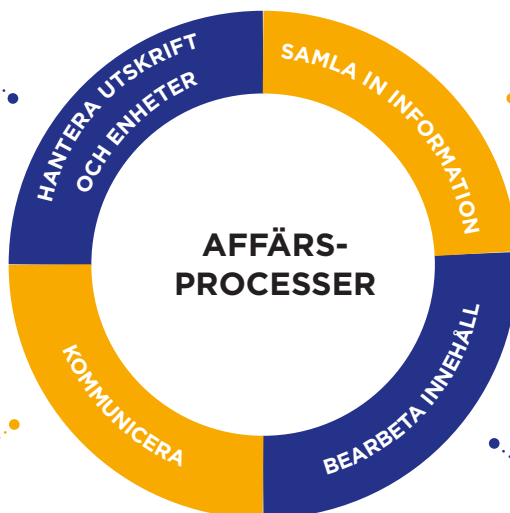 HANTERA UTSKRIFT
OCH ENHETER
SAMLA IN INFORMATION
AFFÄRS-
PROCESSER
KOMMUNICERA
BEARBETA INNEHÅLL